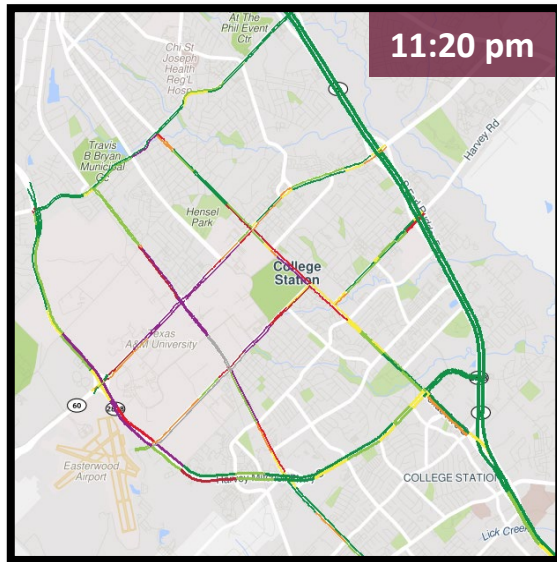 11:20 pm
At The
Phil Event
Ctr
Chi St
Joseph
Health
Reg'L
Hosp
Harvey Rd
Travis
B Bryan
Municipal
GC
Hensel
Park
College
Station
Texas
A&M University
60
Easterwood
Airport
COLLEGE STATION
Lick Creek